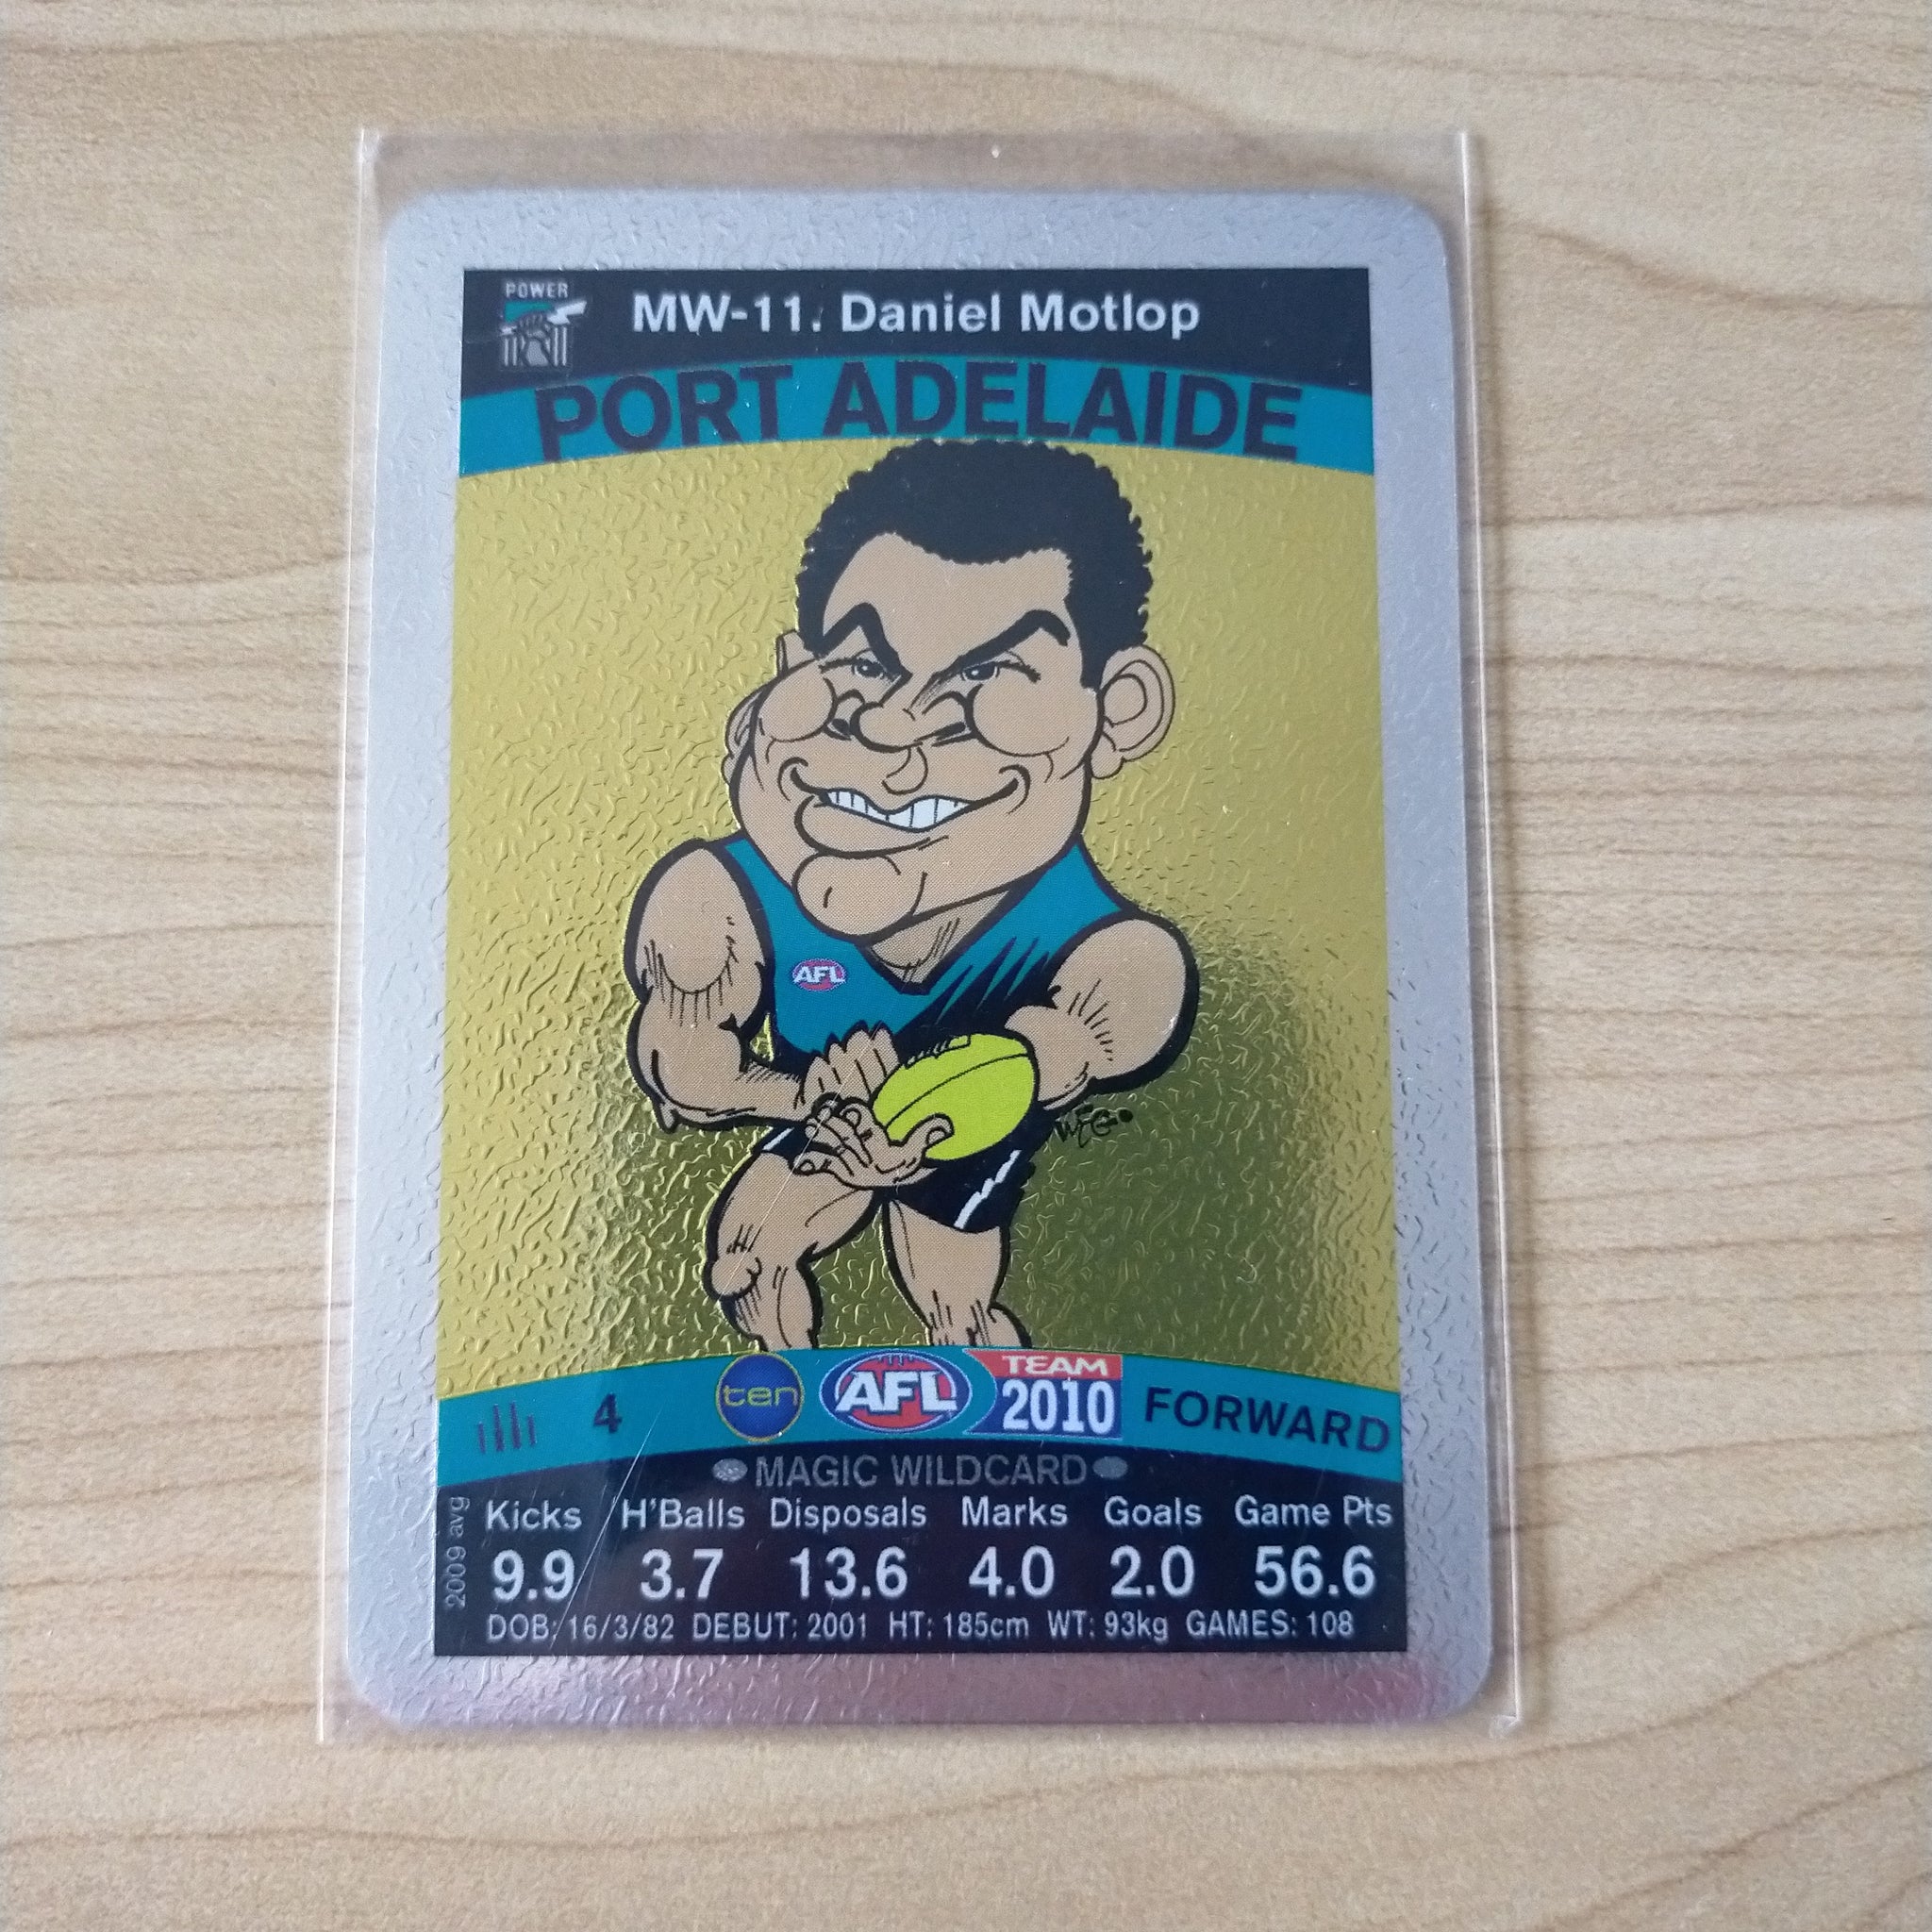 POWER
MW-11. Daniel Motlop
PORT ADELAIDE
AFL
WEG
4
ten
AFL
TEAM
2010
FORWARD
MAGIC WILDCARD
2009 avg
Kicks H'Balls Disposals Marks Goals Game Pts
9.9 3.7 13.6 4.0 2.0 56.6
DOB: 16/3/82 DEBUT: 2001 HT: 185cm WT: 93kg GAMES: 108